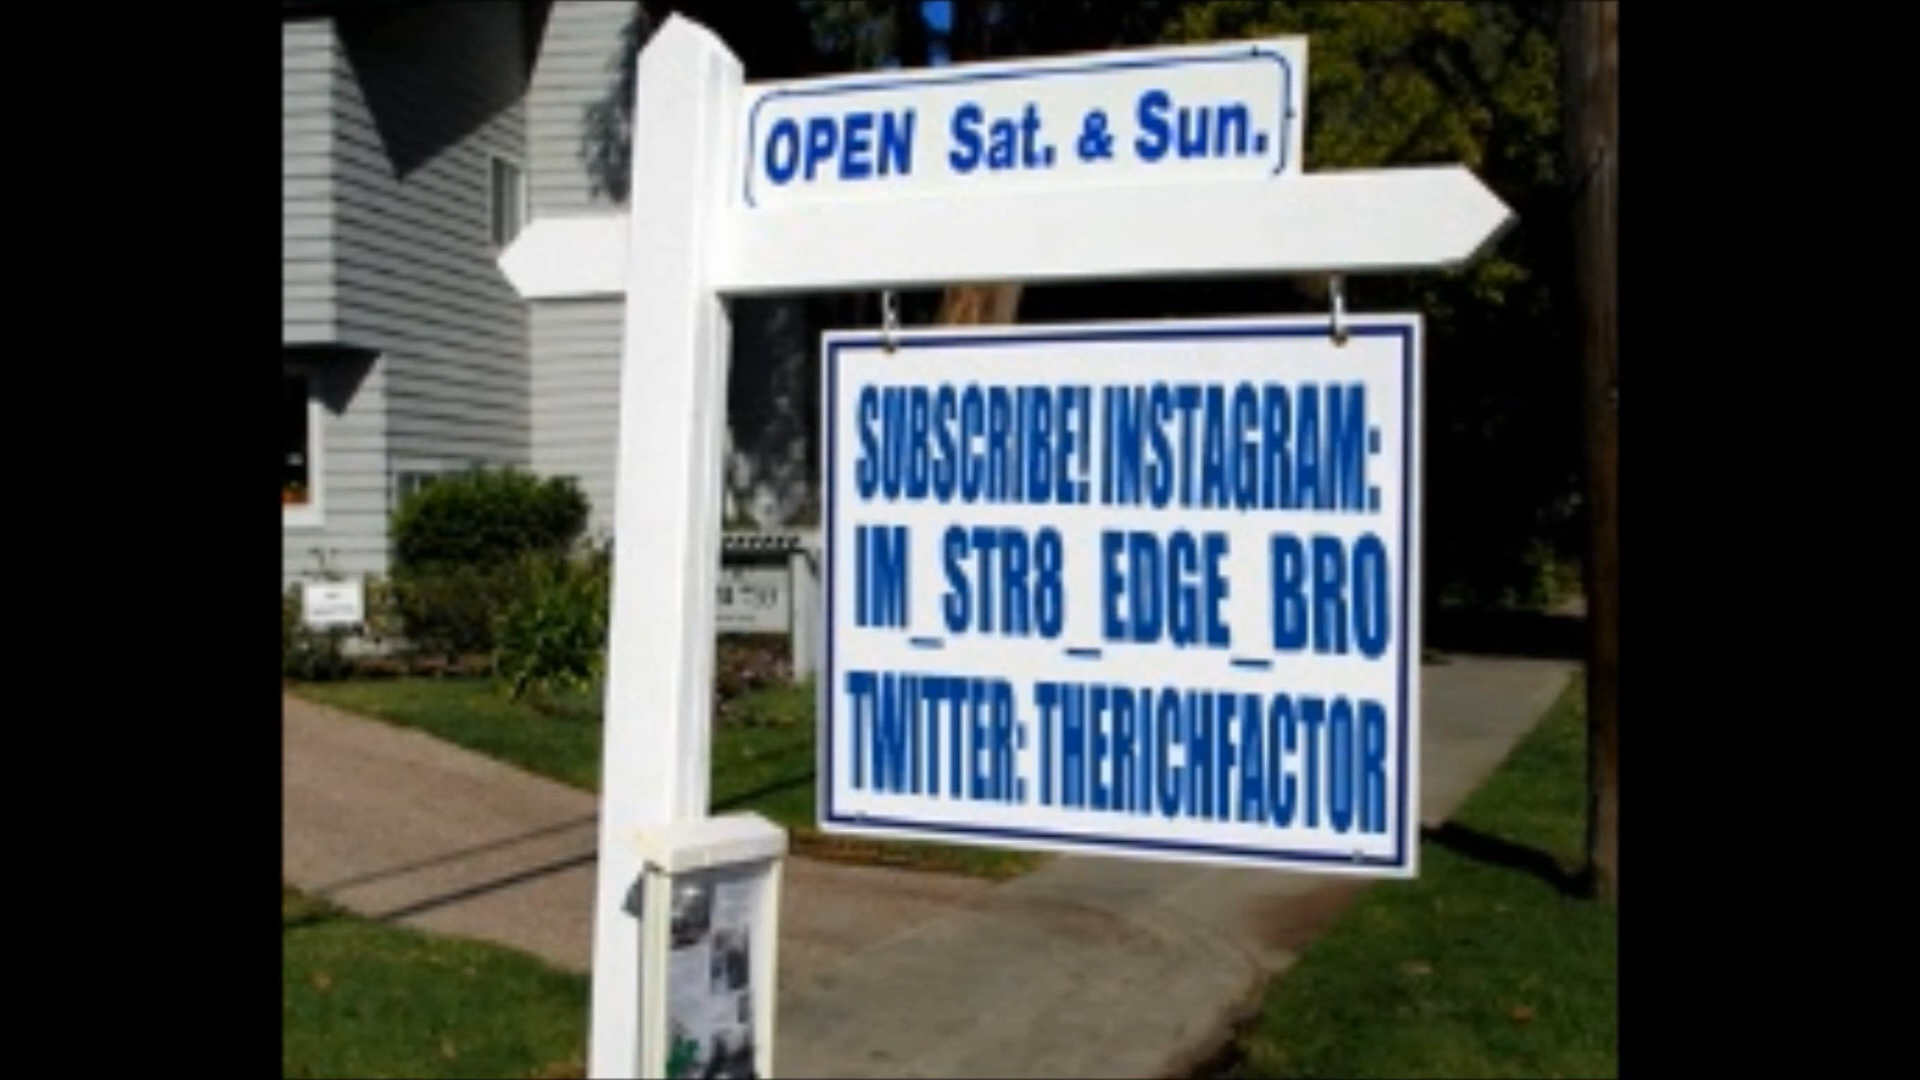 OPEN Sat. & Sun.
SUBSCRIBE! INSTAGRAM:
IM_STR8_EDGE_BRO
TWITTER: THERICHFACTOR